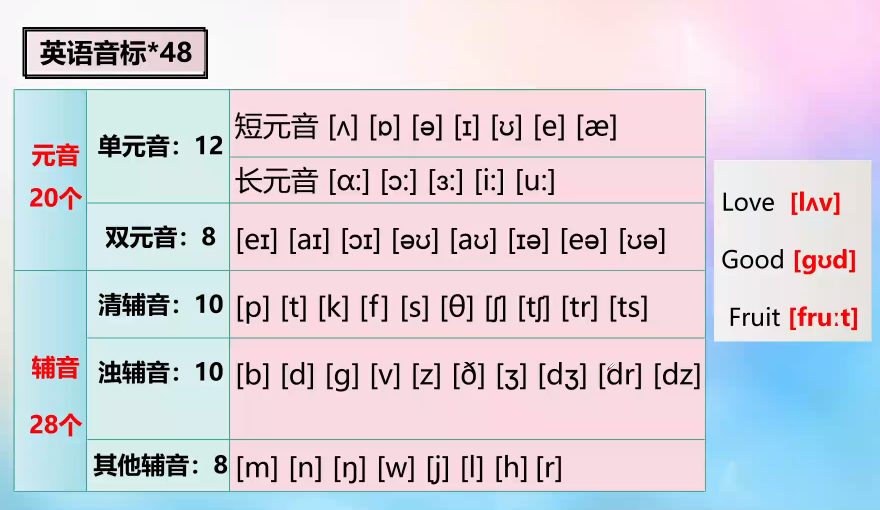 英语音标*48
元音
20个
单元音：12
短元音 [ʌ] [ɒ] [ə] [ɪ] [ʊ] [e] [æ]
长元音 [ɑ:] [ɔ:] [ɜ:] [i:] [u:]
双元音：8
[eɪ] [aɪ] [ɔɪ] [əʊ] [aʊ] [ɪə] [eə] [ʊə]
辅音
28个
清辅音：10
[p] [t] [k] [f] [s] [θ] [ʃ] [tʃ] [tr] [ts]
浊辅音：10
[b] [d] [g] [v] [z] [ð] [ʒ] [dʒ] [dr] [dz]
其他辅音：8
[m] [n] [ŋ] [w] [j] [l] [h] [r]
Love [lʌv]
Good [gʊd]
Fruit [fruːt]